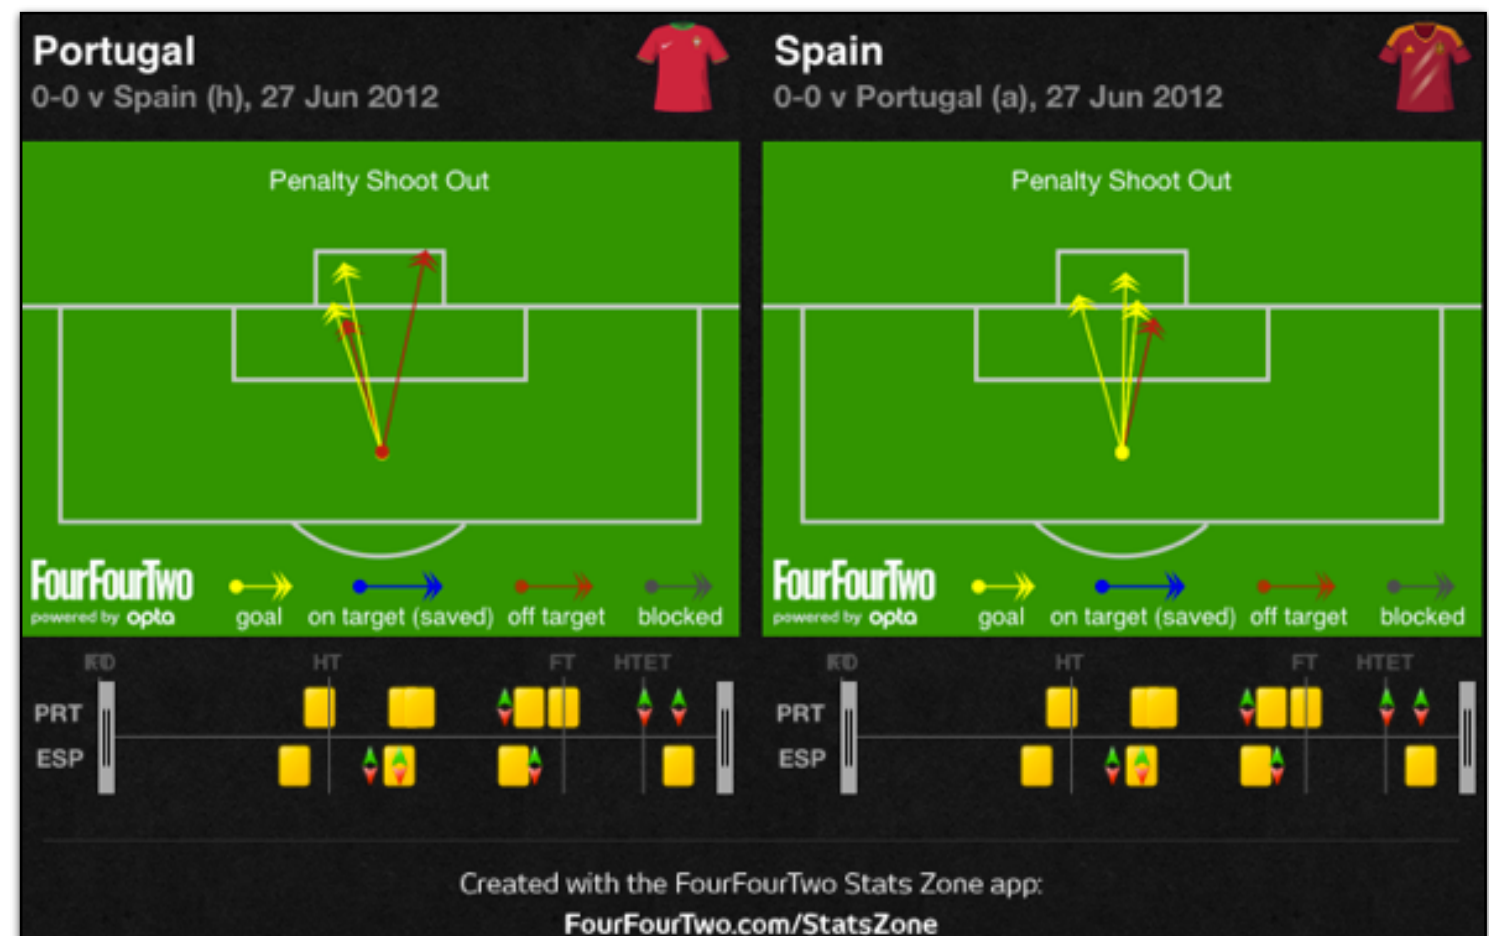 Portugal
0-0 v Spain (h), 27 Jun 2012
Penalty Shoot Out
FourFourTwo
powered by opta
goal
on target (saved)
off target
blocked
HT
FT
HTET
PRT
ESP
Spain
0-0 v Portugal (a), 27 Jun 2012
Penalty Shoot Out
FourFourTwo
powered by opta
goal
on target (saved)
off target
blocked
HT
FT
HTET
PRT
ESP
Created with the FourFourTwo Stats Zone app:
FourFourTwo.com/StatsZone